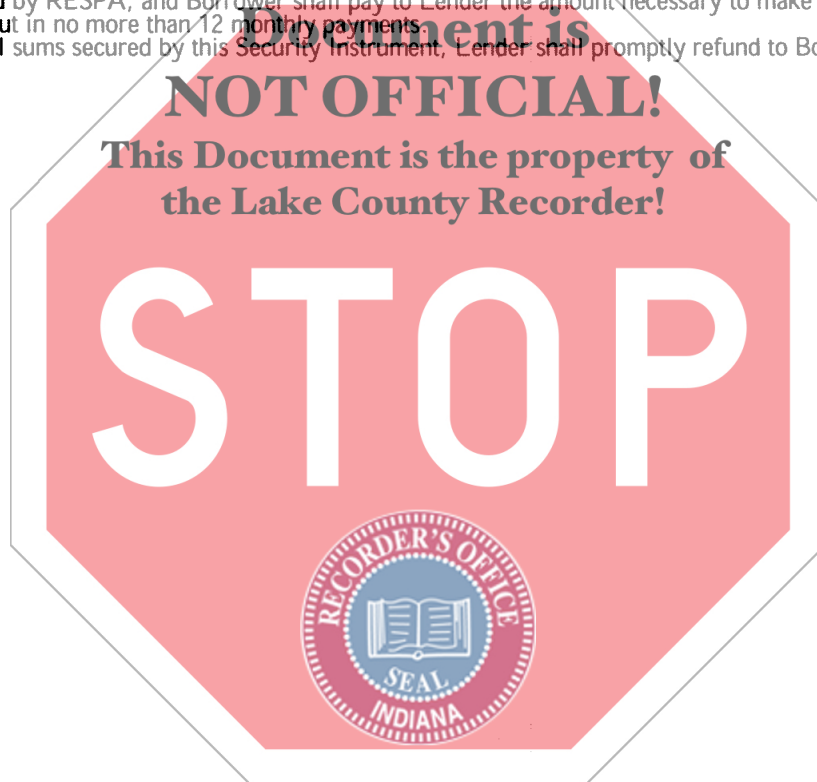 d by RESPA, and Borrower shall pay to Lender the amount necessary to make
ut in no more than 12 monthly payments.
l sums secured by this Security Instrument, Lender shall promptly refund to Bo
Document is
NOT OFFICIAL!
This Document is the property of
the Lake County Recorder!
STOP
RECORDER'S OFFICE
SEAL
INDIANA